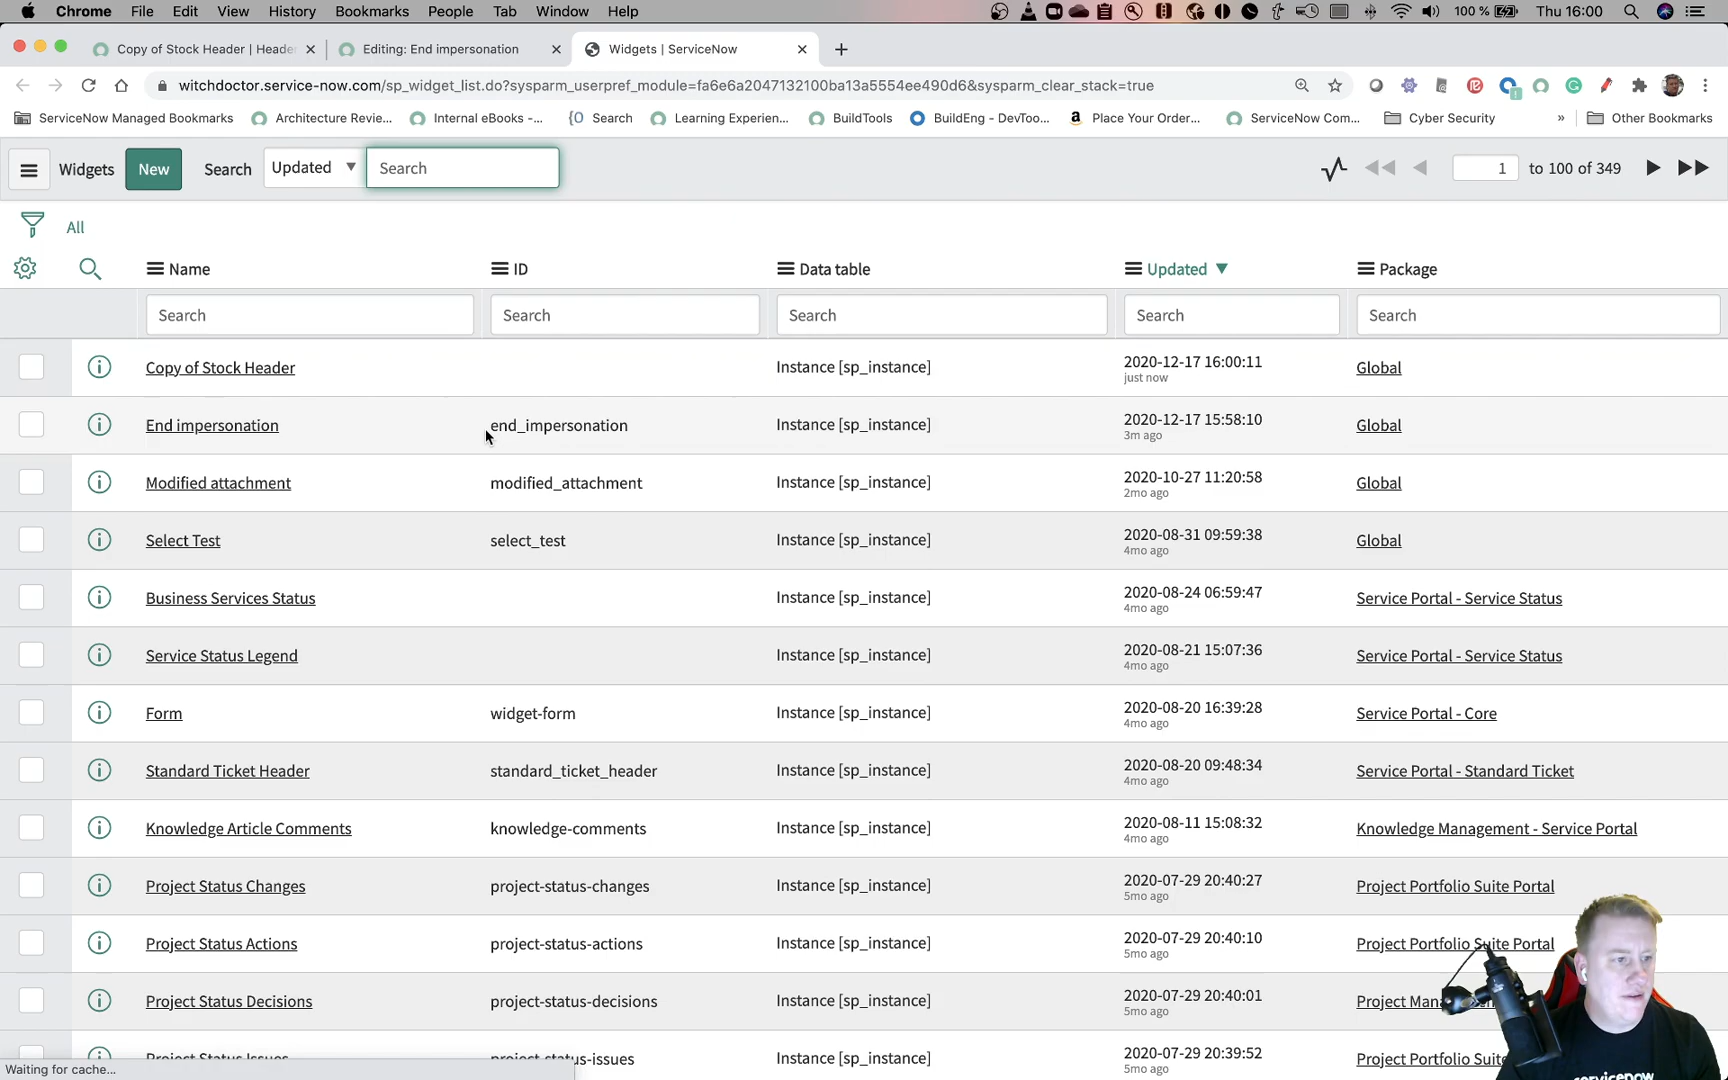 Chrome File Edit View History Bookmarks People Tab Window Help 100 % Thu 16:00
Copy of Stock Header | Heade Editing: End impersonation Widgets | ServiceNow
witchdoctor.service-now.com/sp_widget_list.do?sysparm_userpref_module=fa6e6a2047132100ba13a5554ee490d6&sysparm_clear_stack=true
ServiceNow Managed Bookmarks Architecture Revie... Internal eBooks -... Search Learning Experien... BuildTools BuildEng - DevToo... Place Your Order... ServiceNow Com... Cyber Security » Other Bookmarks
Widgets New Search Updated Search 1 to 100 of 349
All
Name ID Data table Updated Package
Search Search Search Search Search
Copy of Stock Header Instance [sp_instance] 2020-12-17 16:00:11 Global
just now
End impersonation end_impersonation Instance [sp_instance] 2020-12-17 15:58:10 Global
3m ago
Modified attachment modified_attachment Instance [sp_instance] 2020-10-27 11:20:58 Global
2mo ago
Select Test select_test Instance [sp_instance] 2020-08-31 09:59:38 Global
4mo ago
Business Services Status Instance [sp_instance] 2020-08-24 06:59:47 Service Portal - Service Status
4mo ago
Service Status Legend Instance [sp_instance] 2020-08-21 15:07:36 Service Portal - Service Status
4mo ago
Form widget-form Instance [sp_instance] 2020-08-20 16:39:28 Service Portal - Core
4mo ago
Standard Ticket Header standard_ticket_header Instance [sp_instance] 2020-08-20 09:48:34 Service Portal - Standard Ticket
4mo ago
Knowledge Article Comments knowledge-comments Instance [sp_instance] 2020-08-11 15:08:32 Knowledge Management - Service Portal
4mo ago
Project Status Changes project-status-changes Instance [sp_instance] 2020-07-29 20:40:27 Project Portfolio Suite Portal
5mo ago
Project Status Actions project-status-actions Instance [sp_instance] 2020-07-29 20:40:10 Project Portfolio Suite Portal
5mo ago
Project Status Decisions project-status-decisions Instance [sp_instance] 2020-07-29 20:40:01 Project
5mo ago
Project Status Issues project-status-issues Instance [sp_instance] 2020-07-29 20:39:52 Project Portfolio Suite
5mo ago
Waiting for cache...
servicenow